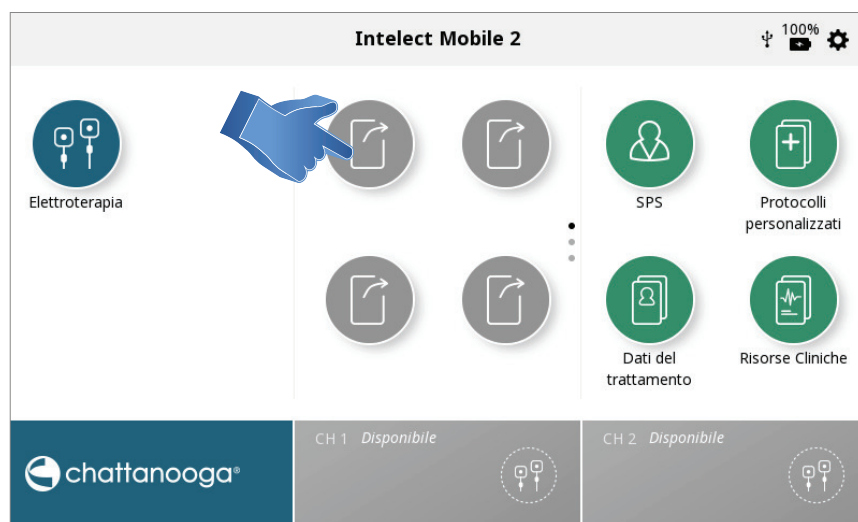 Intelect Mobile 2
100%
Elettroterapia
SPS
Protocolli
personalizzati
Dati del
trattamento
Risorse Cliniche
chattanooga®
CH 1 Disponibile
CH 2 Disponibile